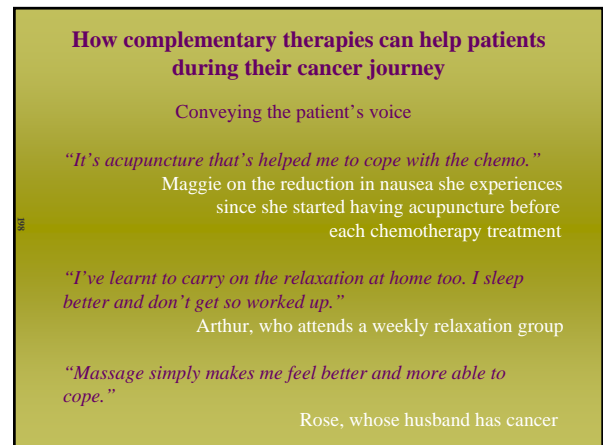 How complementary therapies can help patients
during their cancer journey
Conveying the patient’s voice
“It’s acupuncture that’s helped me to cope with the chemo.”
Maggie on the reduction in nausea she experiences
since she started having acupuncture before
each chemotherapy treatment
198
“I’ve learnt to carry on the relaxation at home too. I sleep
better and don’t get so worked up.”
Arthur, who attends a weekly relaxation group
“Massage simply makes me feel better and more able to
cope.”
Rose, whose husband has cancer